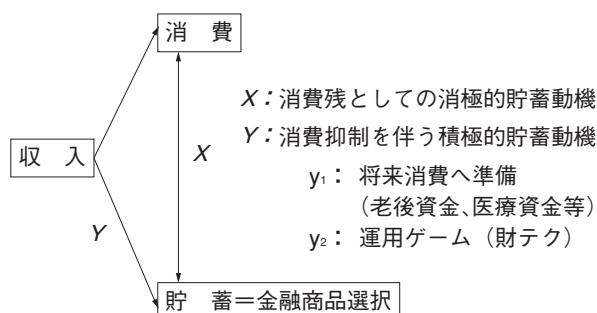 消　費
X：消費残としての消極的貯蓄動機
収　入
X
Y：消費抑制を伴う積極的貯蓄動機
y₁： 将来消費へ準備
（老後資金、医療資金等）
Y
y₂： 運用ゲーム（財テク）
貯　蓄＝金融商品選択